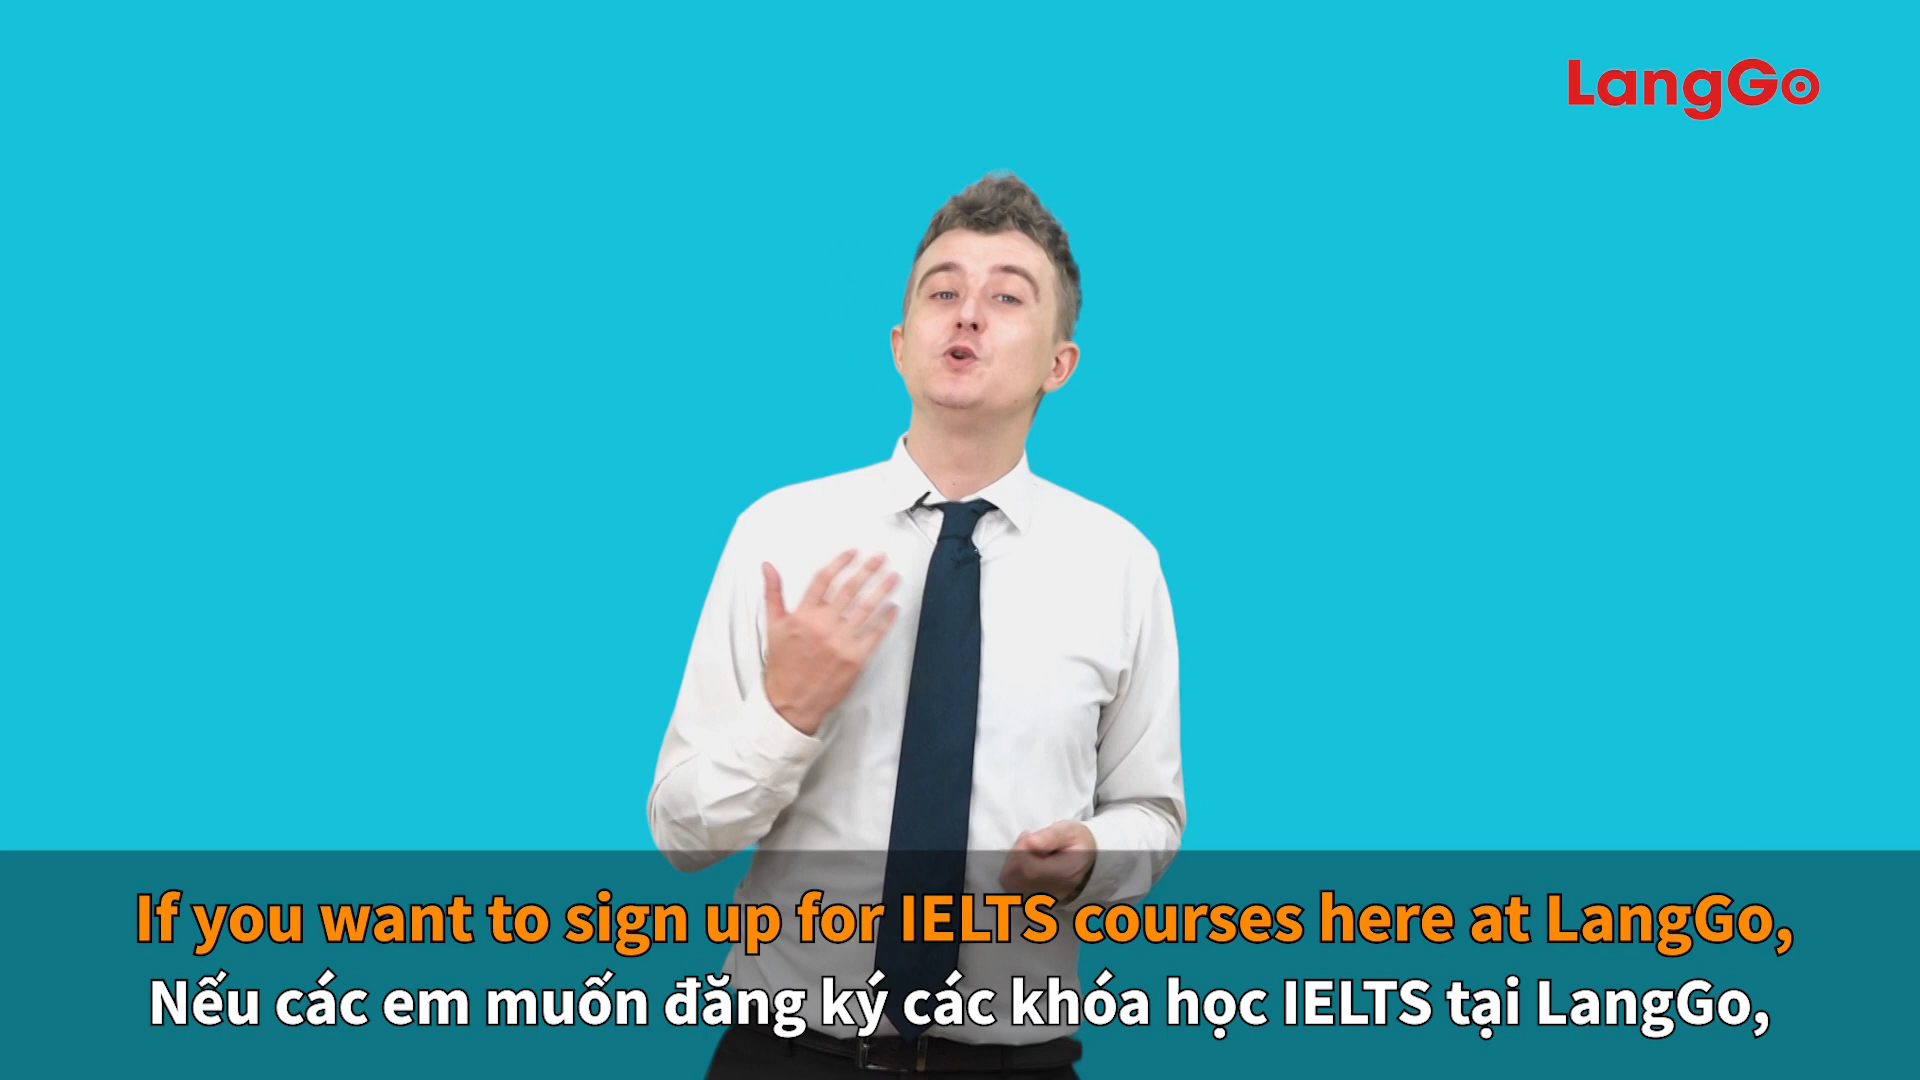 LangGo
If you want to sign up for IELTS courses here at LangGo,
Nếu các em muốn đăng ký các khóa học IELTS tại LangGo,